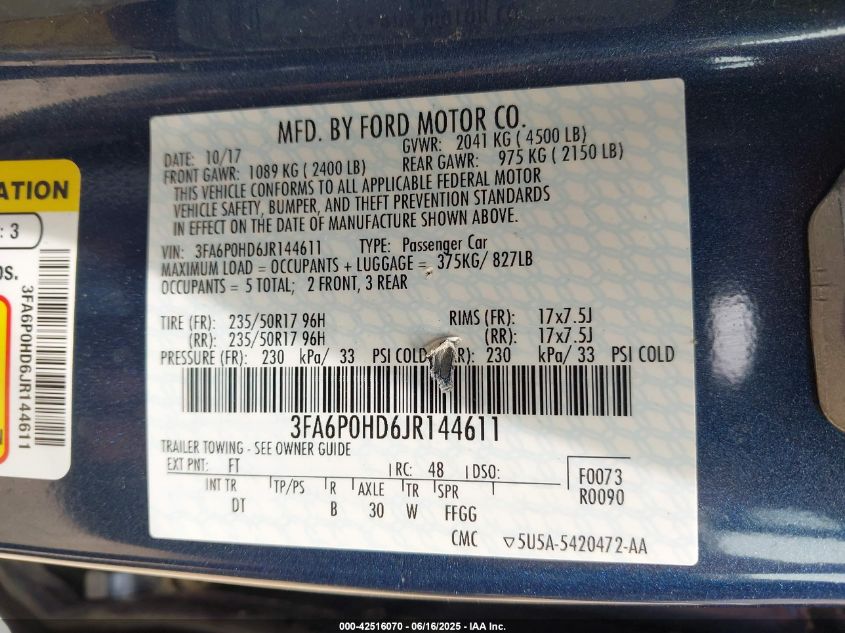 MFD. BY FORD MOTOR CO.
DATE: 10/17
GVWR: 2041 KG ( 4500 LB)
FRONT GAWR: 1089 KG ( 2400 LB)
REAR GAWR: 975 KG ( 2150 LB)
THIS VEHICLE CONFORMS TO ALL APPLICABLE FEDERAL MOTOR
VEHICLE SAFETY, BUMPER, AND THEFT PREVENTION STANDARDS
IN EFFECT ON THE DATE OF MANUFACTURE SHOWN ABOVE.
VIN: 3FA6P0HD6JR144611 TYPE: Passenger Car
MAXIMUM LOAD = OCCUPANTS + LUGGAGE = 375KG/ 827LB
OCCUPANTS = 5 TOTAL; 2 FRONT, 3 REAR
TIRE (FR): 235/50R17 96H RIMS (FR): 17x7.5J
(RR): 235/50R17 96H (RR): 17x7.5J
PRESSURE (FR): 230 kPa/ 33 PSI COLD R): 230 kPa/ 33 PSI COLD
3FA6P0HD6JR144611
TRAILER TOWING - SEE OWNER GUIDE
EXT PNT: FT RC: 48 DSO:
F0073
R0090
INT TR TP/PS R AXLE TR SPR
DT B 30 W FFGG
CMC ▽5U5A-5420472-AA
ATION
: 3
os.
3FA6P0HD6JR144611
000-42516070 - 06/16/2025 - IAA Inc.